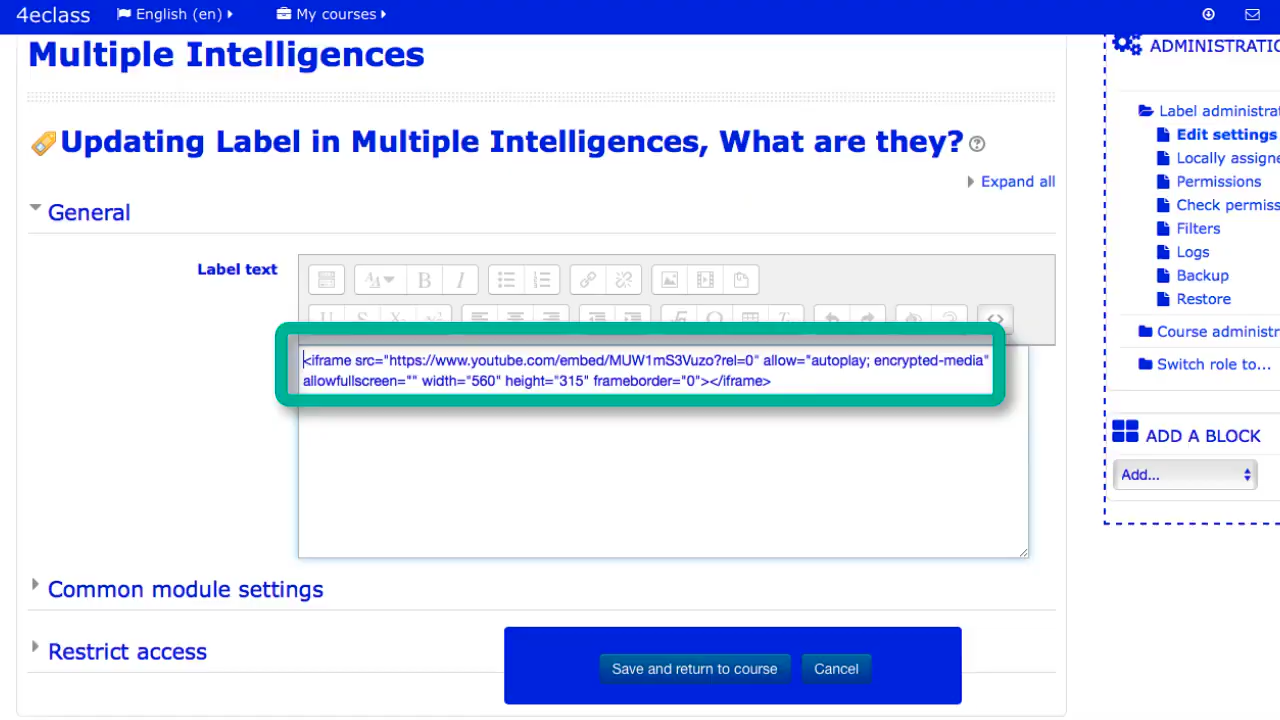 4eclass English (en) My courses
Multiple Intelligences
Updating Label in Multiple Intelligences, What are they?
Expand all
General
Label text
<iframe src="https://www.youtube.com/embed/MUW1mS3Vuzo?rel=0" allow="autoplay; encrypted-media"
allowfullscreen="" width="560" height="315" frameborder="0"></iframe>
Common module settings
Restrict access
Save and return to course Cancel
ADMINISTRATIO
Label administrat
Edit settings
Locally assigne
Permissions
Check permiss
Filters
Logs
Backup
Restore
Course administr
Switch role to...
ADD A BLOCK
Add...